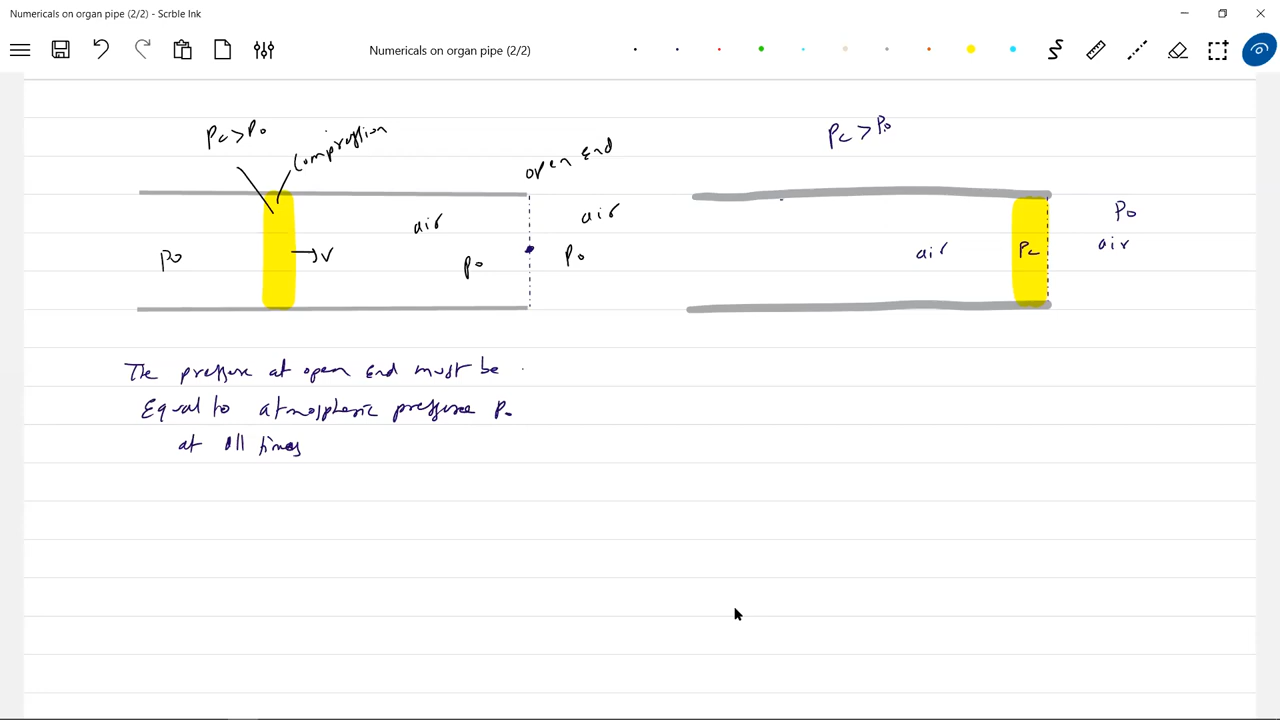 Numericals on organ pipe (2/2) - Scrble Ink
Numericals on organ pipe (2/2)
Pc > Po
compression
open End
Pc > Po
air
air
Po
V
Po
Po
air
Pc
Po
air
The pressure at open End must be
Equal to atmospheric pressure Po
at all times